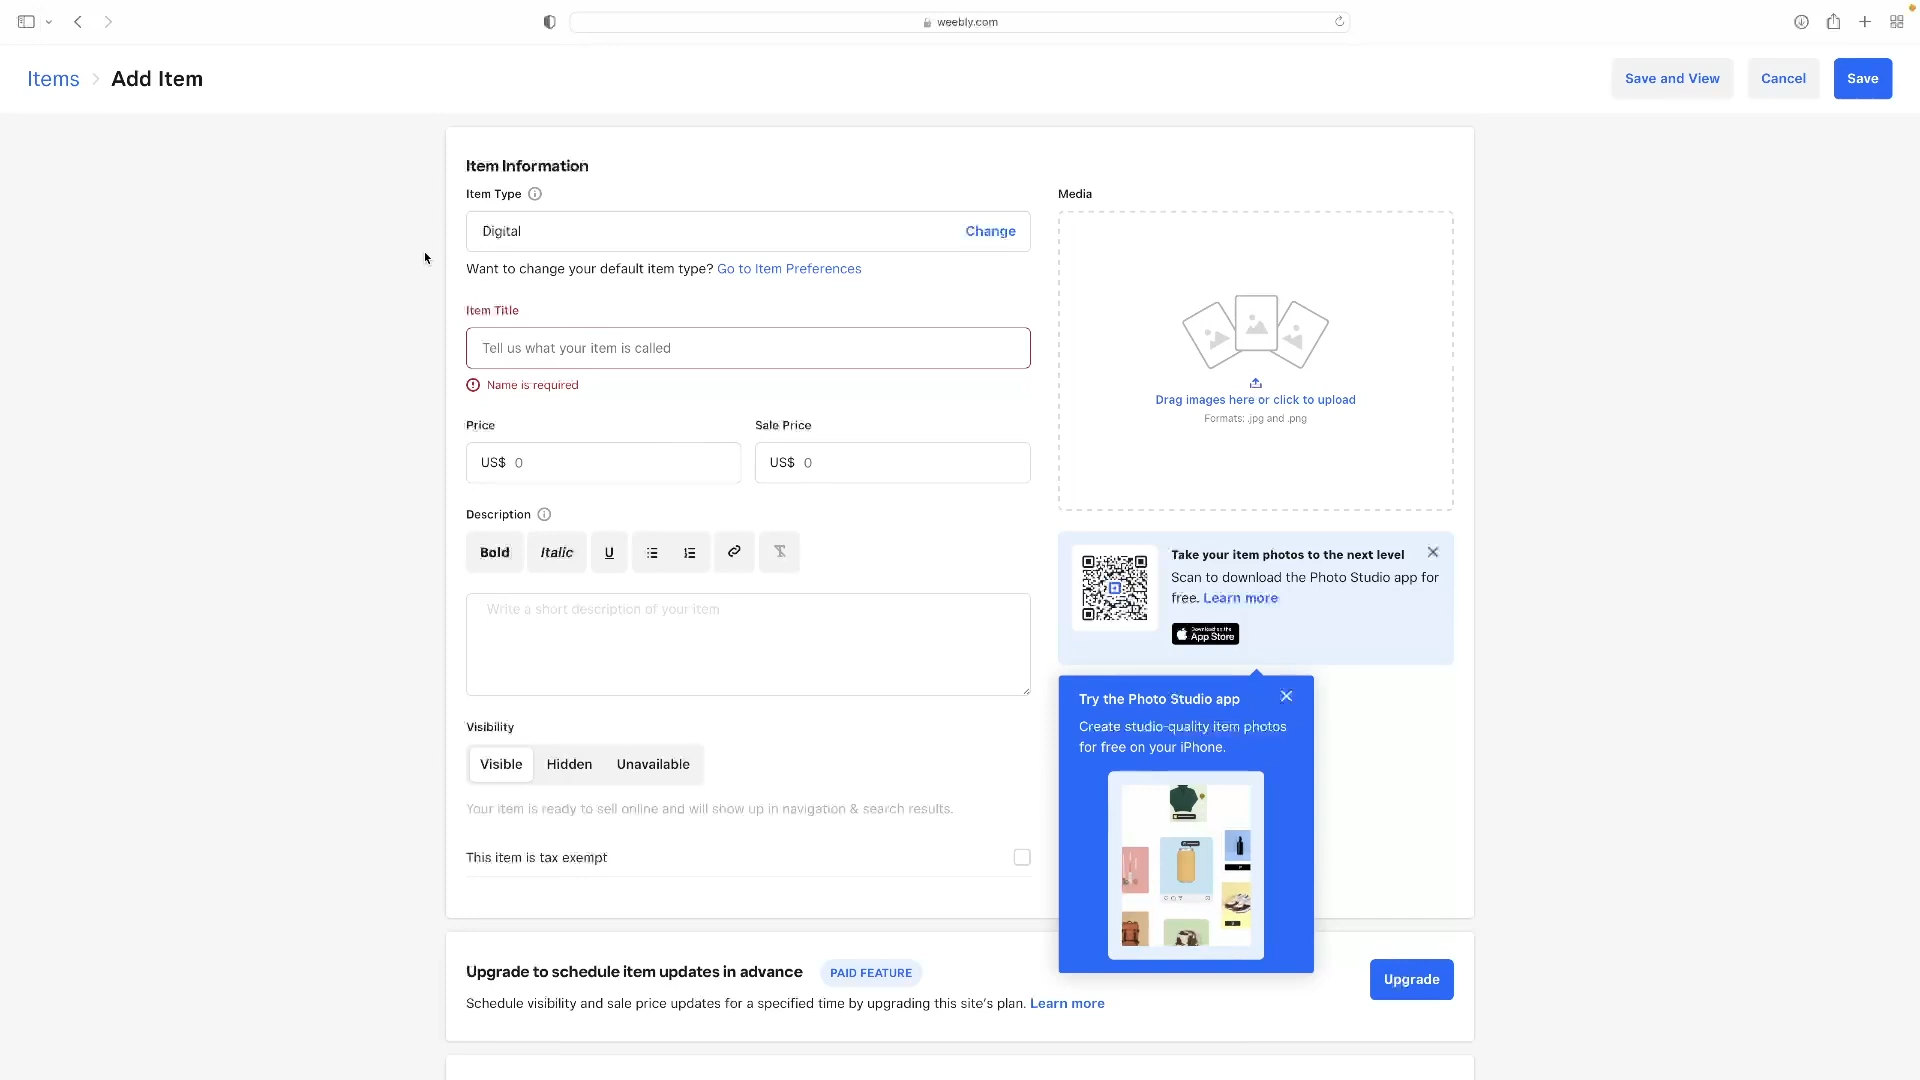 weebly.com
Items
Add Item
Save and View
Cancel
Save
Item Information
Item Type
Media
Digital
Change
Want to change your default item type? Go to Item Preferences
Item Title
Tell us what your item is called
Name is required
Drag images here or click to upload
Formats: .jpg and .png
Price
Sale Price
US$ 0
US$ 0
Description
Bold
Italic
U
Write a short description of your item
Take your item photos to the next level
Scan to download the Photo Studio app for
free. Learn more
Download on the
App Store
Try the Photo Studio app
Create studio-quality item photos
for free on your iPhone.
Visibility
Visible
Hidden
Unavailable
Your item is ready to sell online and will show up in navigation & search results.
This item is tax exempt
Upgrade to schedule item updates in advance
PAID FEATURE
Schedule visibility and sale price updates for a specified time by upgrading this site's plan. Learn more
Upgrade